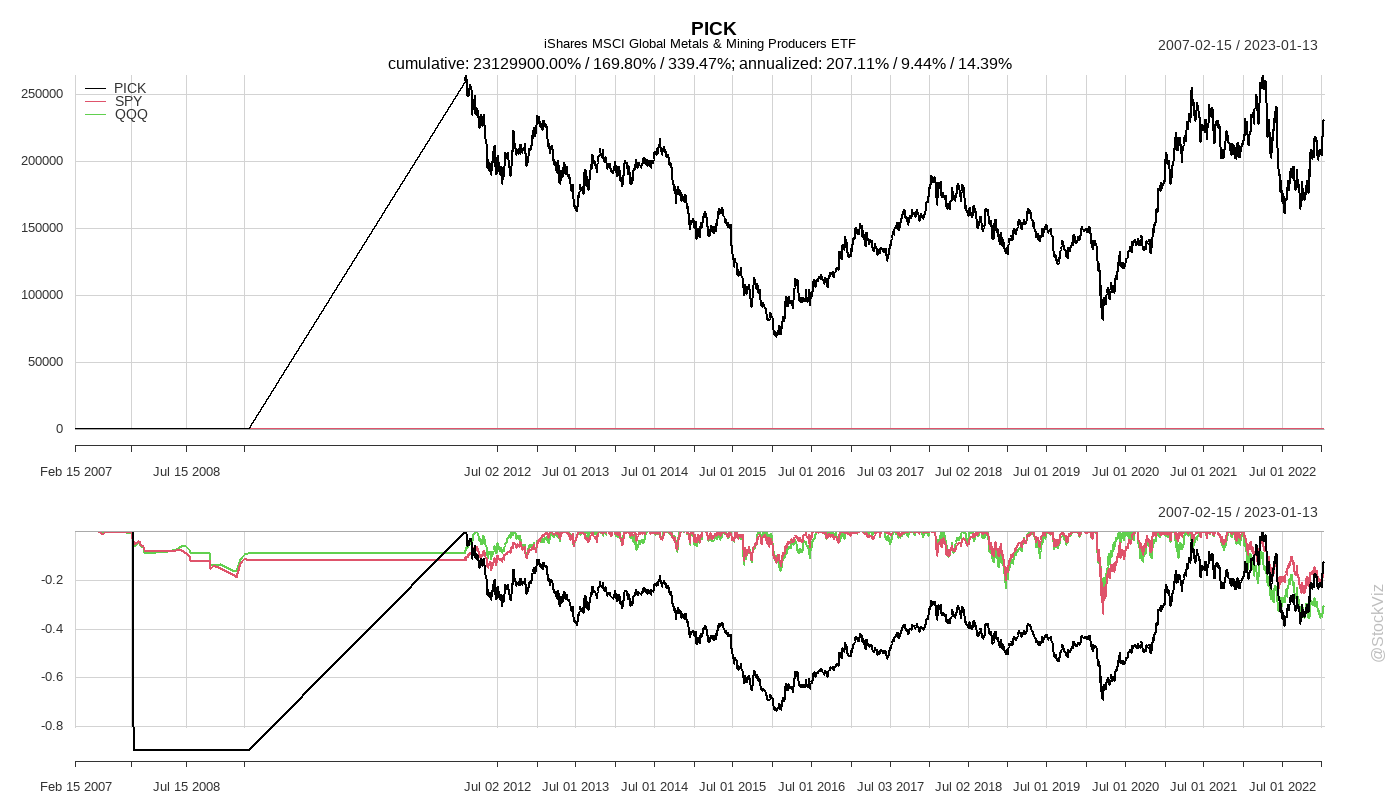 PICK
iShares MSCI Global Metals & Mining Producers ETF
2007-02-15 / 2023-01-13
cumulative: 23129900.00% / 169.80% / 339.47%; annualized: 207.11% / 9.44% / 14.39%
PICK
SPY
QQQ
250000
200000
150000
100000
50000
0
Feb 15 2007 Jul 15 2008 Jul 02 2012 Jul 01 2013 Jul 01 2014 Jul 01 2015 Jul 01 2016 Jul 03 2017 Jul 02 2018 Jul 01 2019 Jul 01 2020 Jul 01 2021 Jul 01 2022
2007-02-15 / 2023-01-13
-0.2
-0.4
-0.6
-0.8
Feb 15 2007 Jul 15 2008 Jul 02 2012 Jul 01 2013 Jul 01 2014 Jul 01 2015 Jul 01 2016 Jul 03 2017 Jul 02 2018 Jul 01 2019 Jul 01 2020 Jul 01 2021 Jul 01 2022
@StockViz